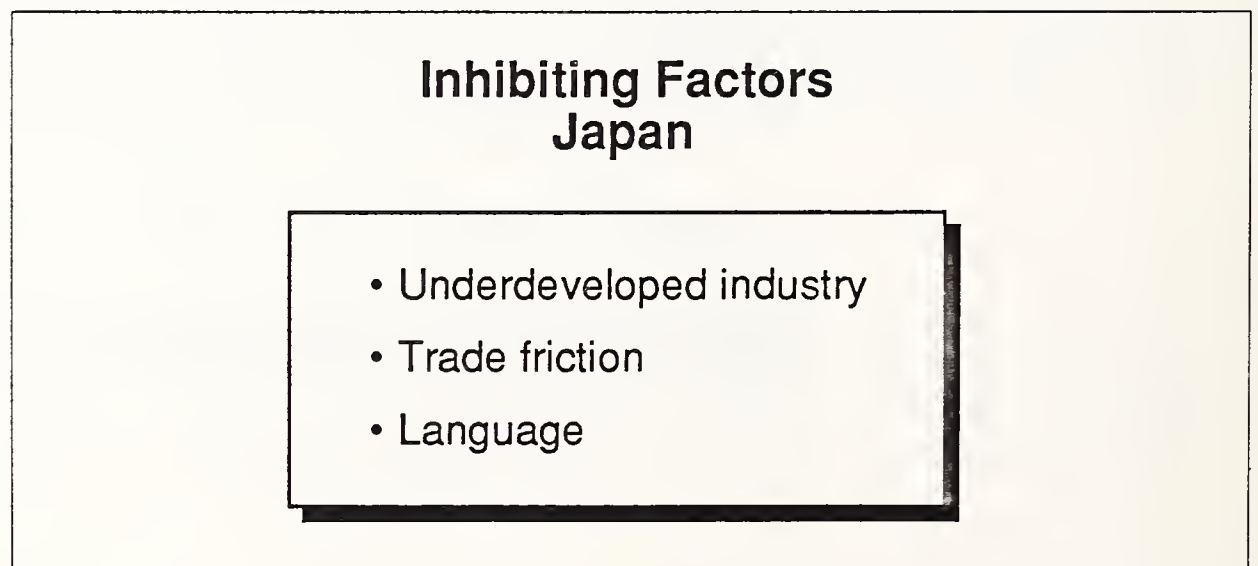 Inhibiting Factors
Japan
• Underdeveloped industry
• Trade friction
• Language